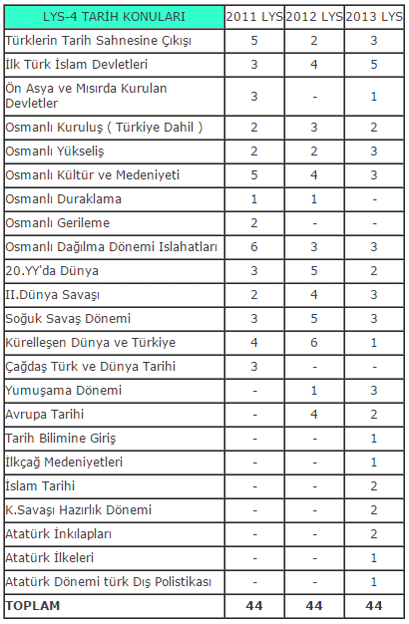 LYS-4 TARİH KONULARI 2011 LYS 2012 LYS 2013 LYS
Türklerin Tarih Sahnesine Çıkışı 5 2 3
İlk Türk İslam Devletleri 3 4 5
Ön Asya ve Mısırda Kurulan
Devletler 3 - 1
Osmanlı Kuruluş ( Türkiye Dahil ) 2 3 2
Osmanlı Yükseliş 2 2 3
Osmanlı Kültür ve Medeniyeti 5 4 3
Osmanlı Duraklama 1 1 -
Osmanlı Gerileme 2 - -
Osmanlı Dağılma Dönemi Islahatları 6 3 3
20.YY'da Dünya 3 5 2
II.Dünya Savaşı 2 4 3
Soğuk Savaş Dönemi 3 5 3
Kürelleşen Dünya ve Türkiye 4 6 1
Çağdaş Türk ve Dünya Tarihi 3 - -
Yumuşama Dönemi - 1 3
Avrupa Tarihi - 4 2
Tarih Bilimine Giriş - - 1
İlkçağ Medeniyetleri - - 1
İslam Tarihi - - 2
K.Savaşı Hazırlık Dönemi - - 2
Atatürk İnkılapları - - 2
Atatürk İlkeleri - - 1
Atatürk Dönemi türk Dış Polistikası - - 1
TOPLAM 44 44 44